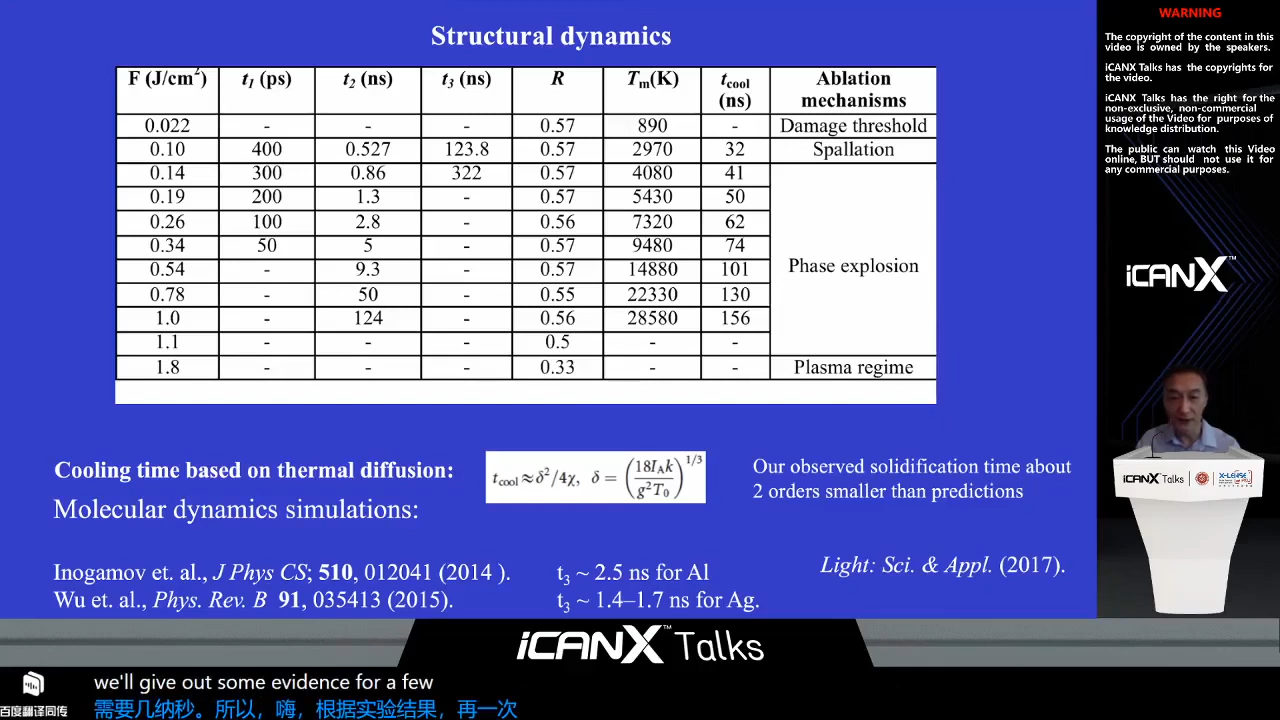 Structural dynamics
F (J/cm²) t1 (ps) t2 (ns) t3 (ns) R Tm(K) tcool (ns) Ablation mechanisms
0.022 - - - 0.57 890 - Damage threshold
0.10 400 0.527 123.8 0.57 2970 32 Spallation
0.14 300 0.86 322 0.57 4080 41
0.19 200 1.3 - 0.57 5430 50
0.26 100 2.8 - 0.56 7320 62
0.34 50 5 - 0.57 9480 74
0.54 - 9.3 - 0.57 14880 101
Phase explosion
0.78 - 50 - 0.55 22330 130
1.0 - 124 - 0.56 28580 156
1.1 - - - 0.5 - -
1.8 - - - 0.33 - - Plasma regime
Cooling time based on thermal diffusion:
tcool ≈ δ²/4χ, δ = (18IAk/g²T0)^1/3
Our observed solidification time about
2 orders smaller than predictions
Molecular dynamics simulations:
Light: Sci. & Appl. (2017).
Inogamov et. al., J Phys CS; 510, 012041 (2014 ). t3 ~ 2.5 ns for Al
Wu et. al., Phys. Rev. B 91, 035413 (2015). t3 ~ 1.4–1.7 ns for Ag.
WARNING
The copyright of the content in this
video is owned by the speakers.
iCANX Talks has the copyrights for
the video.
iCANX Talks has the right for the
non-exclusive, non-commercial
usage of the Video for purposes of
knowledge distribution.
The public can watch this Video
online, BUT should not use it for
any commercial purposes.
iCANX™
iCANX Talks
iCANX™ Talks
we'll give out some evidence for a few
需要几纳秒。所以，嗨，根据实验结果，再一次
百度翻译同传